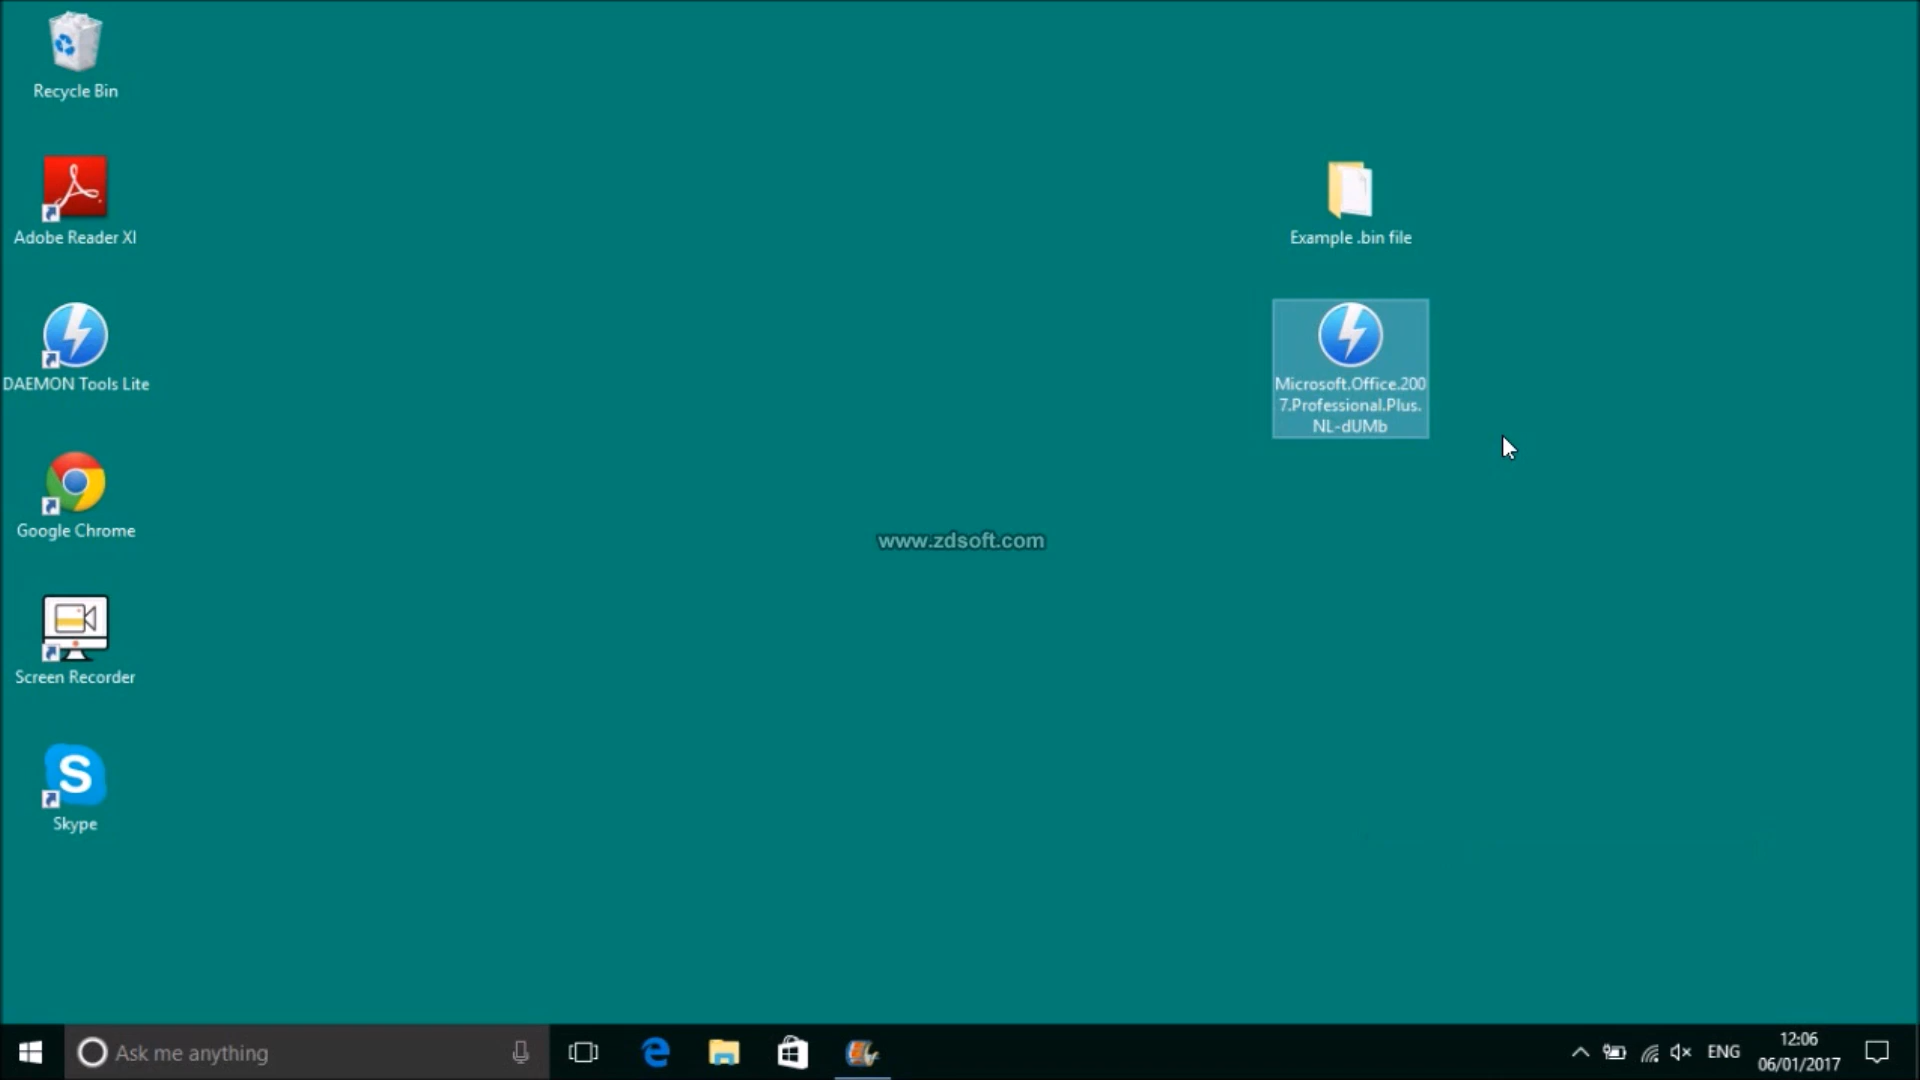 Recycle Bin
Adobe Reader XI
DAEMON Tools Lite
Google Chrome
Screen Recorder
S
Skype
Example .bin file
Microsoft.Office.200
7.Professional.Plus.
NL-dUMb
www.zdsoft.com
Ask me anything
ENG
12:06
06/01/2017